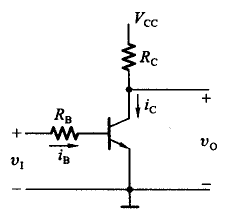 V_CC
R_C
+
i_C
R_B
+
i_B
v_I
v_O
−
−